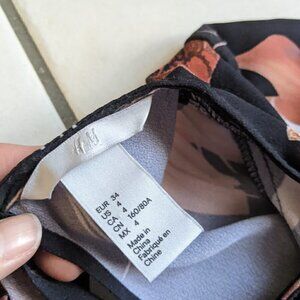 H&M
EUR 34
US 4
CA 4
CN 160/80A
MX 4
Made in
China
Fabriqué en
Chine